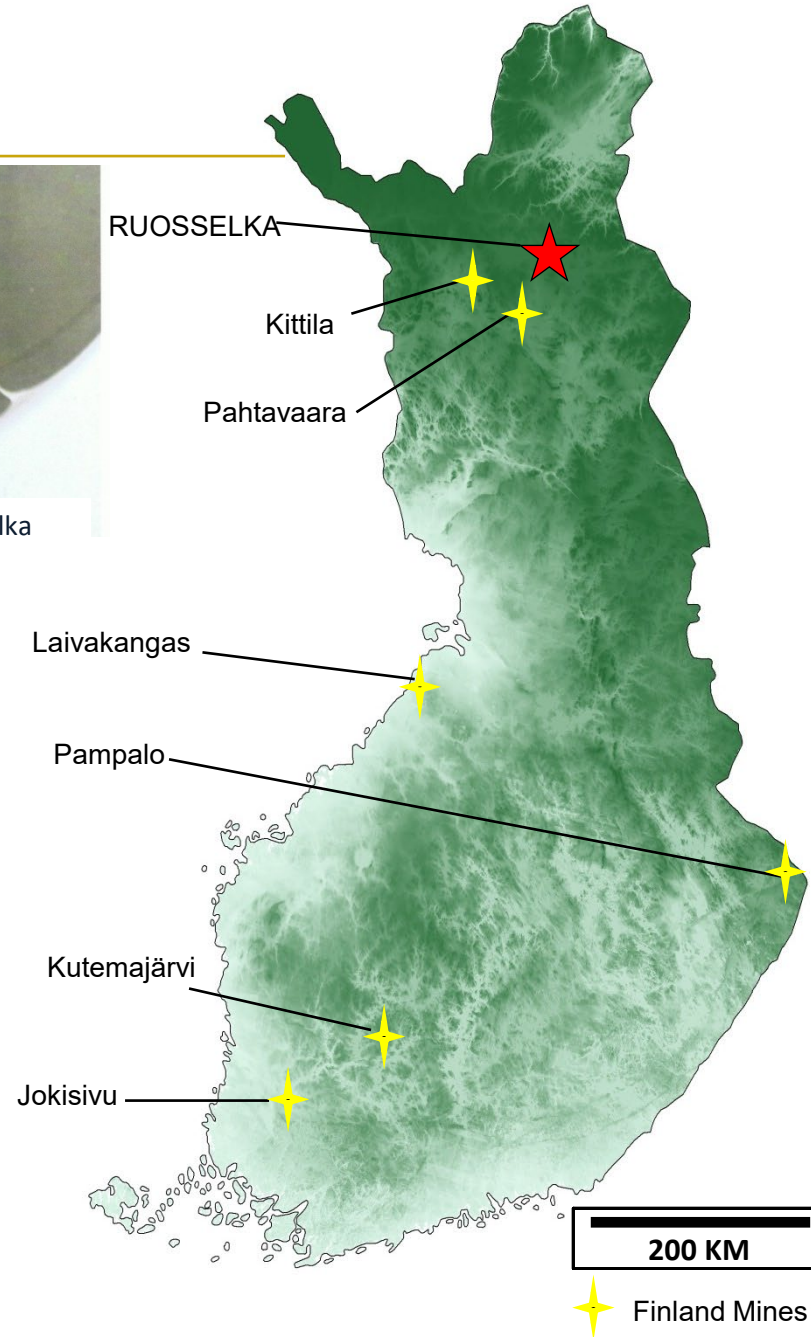 RUOSSELKA
Kittila
Pahtavaara
lka
Laivakangas
Pampalo
Kutemajärvi
Jokisivu
200 KM
Finland Mines